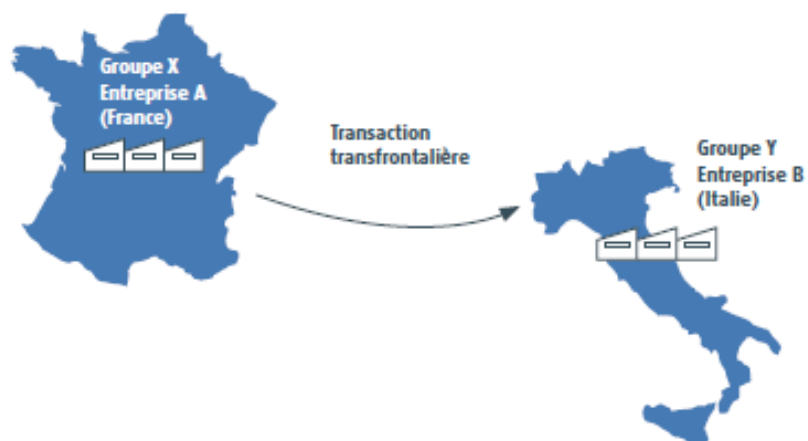 Groupe X
Entreprise A
(France)
Transaction
transfrontalière
Groupe Y
Entreprise B
(Italie)